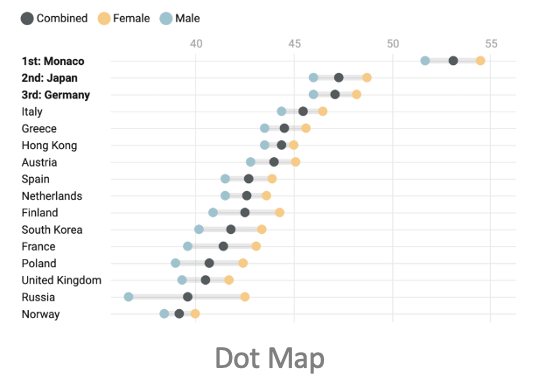 Combined Female Male
40 45 50 55
1st: Monaco
2nd: Japan
3rd: Germany
Italy
Greece
Hong Kong
Austria
Spain
Netherlands
Finland
South Korea
France
Poland
United Kingdom
Russia
Norway
Dot Map